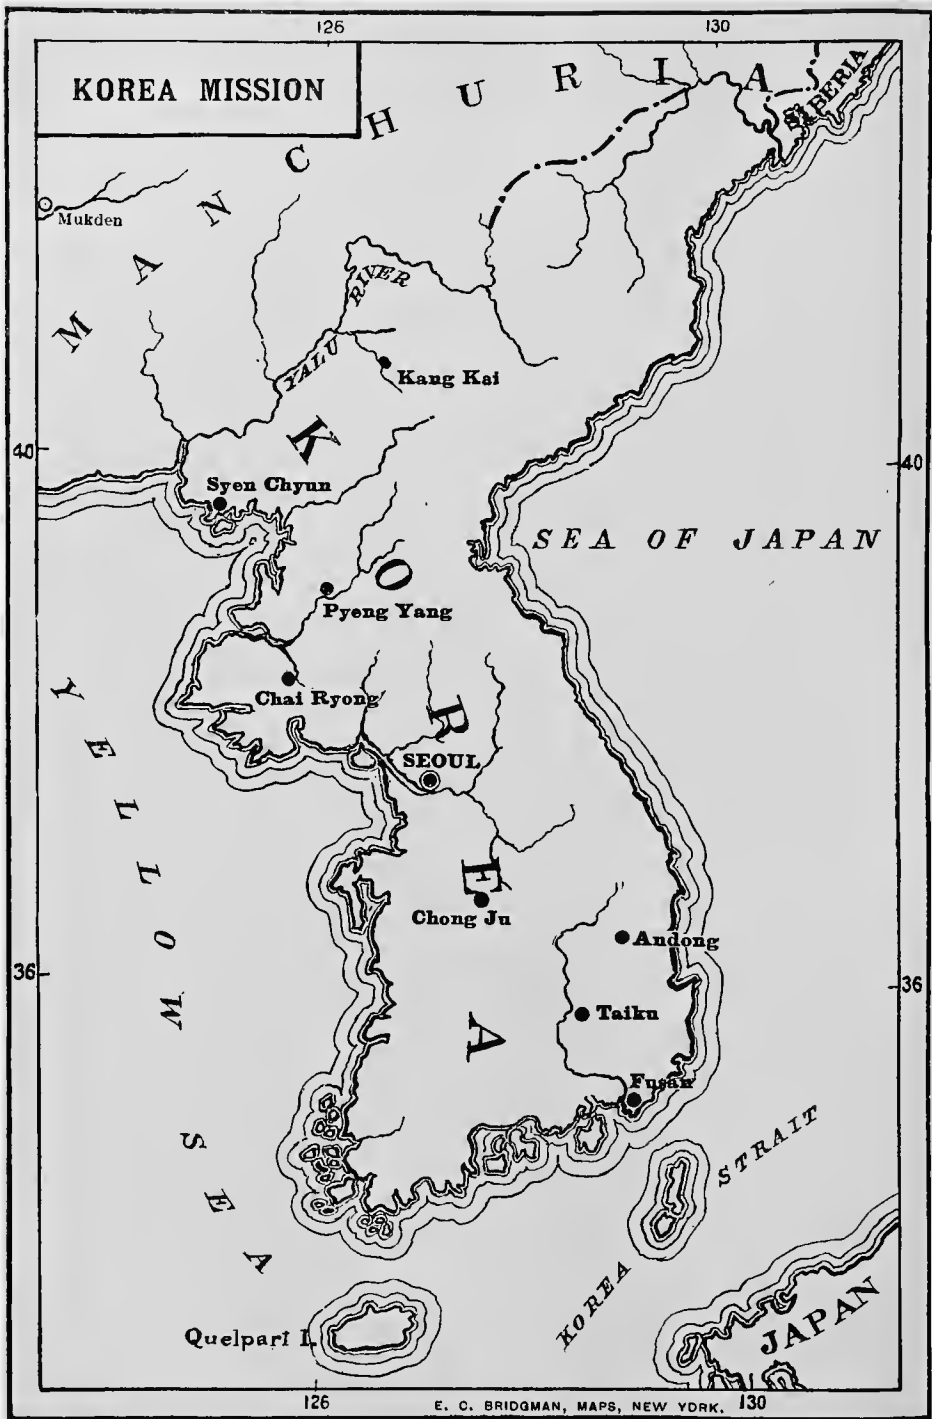 126
130
KOREA MISSION
MANCHURIA
SIBERIA
Mukden
YALU RIVER
Kang Kai
40
40
KOREA
Syen Chyun
SEA OF JAPAN
Pyeng Yang
Chai Ryong
YELLOW SEA
SEOUL
Chong Ju
Andong
36
36
Taiku
Fusan
KOREA STRAIT
Quelpart I.
JAPAN
126
130
E. C. BRIDGMAN, MAPS, NEW YORK.